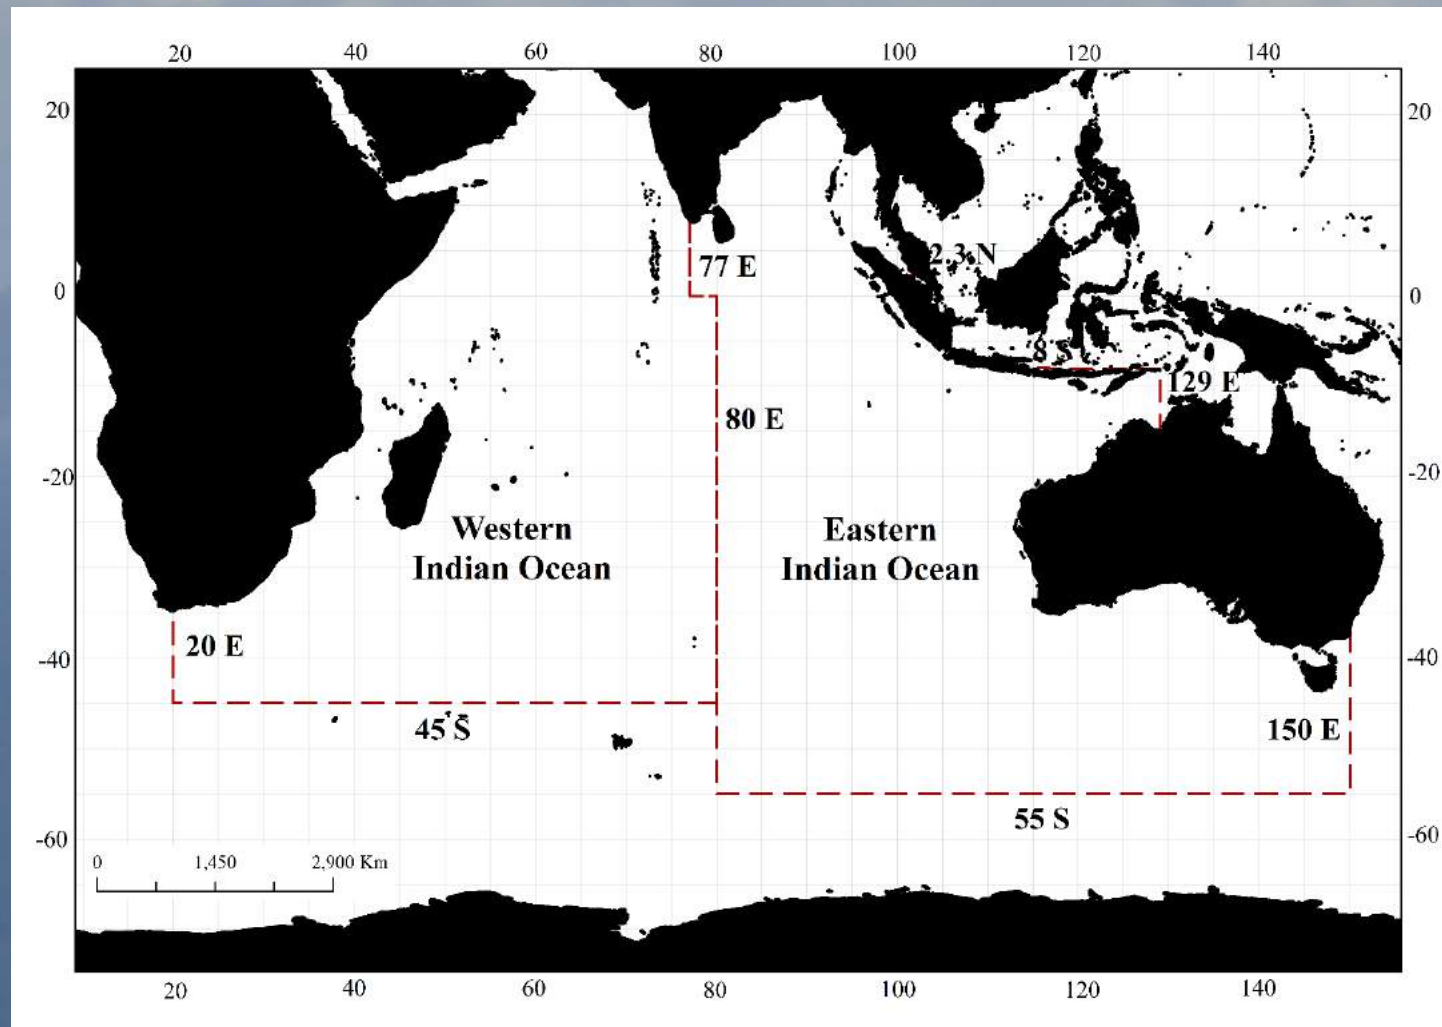 20 40 60 80 100 120 140
20 20
2.3 N
77 E
0 0
8 S
129 E
80 E
-20 -20
Western
Indian Ocean
Eastern
Indian Ocean
20 E
-40 -40
45 S
150 E
55 S
-60 -60
0 1,450 2,900 Km
20 40 60 80 100 120 140